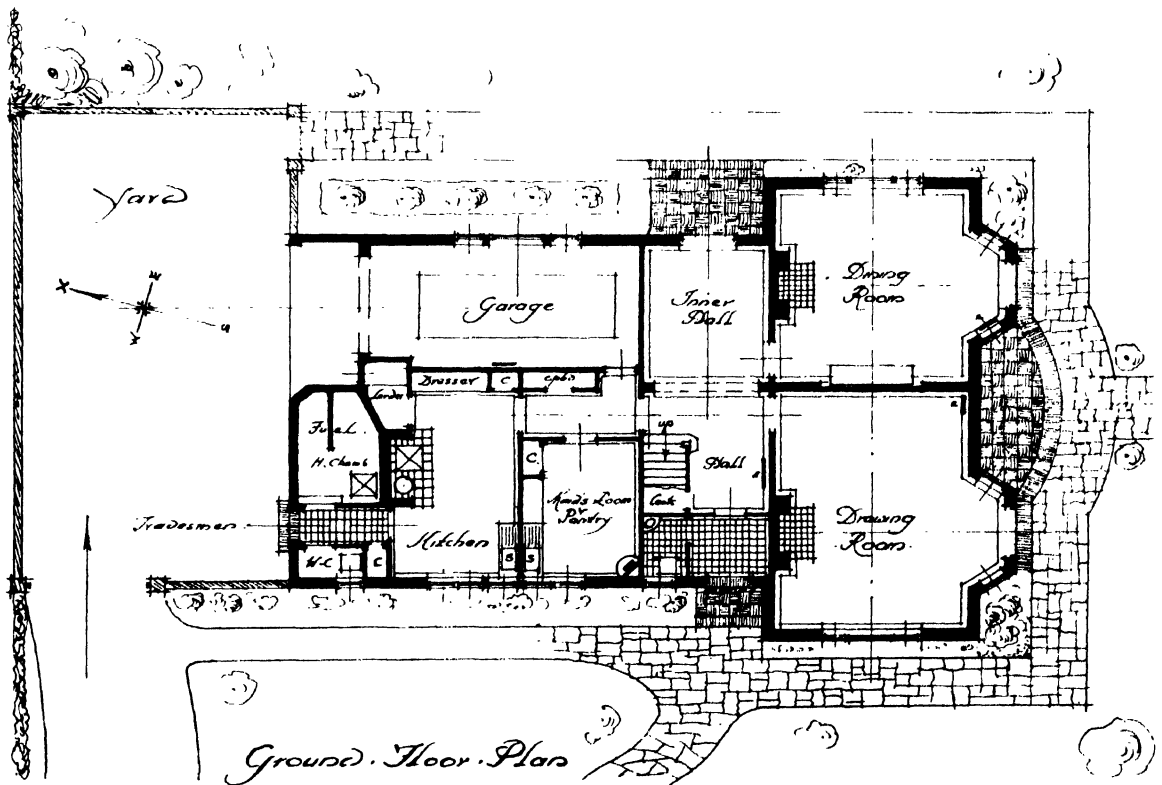 Yard
Garage
Inner
Hall
Dining
Room
Dresser
C
Larder
Fuel
H. Chamb
up
Hall
C
Maids Room
or
Pantry
Kitchen
Tradesmen
W.C
C
S
Drawing
Room
Ground . Floor . Plan